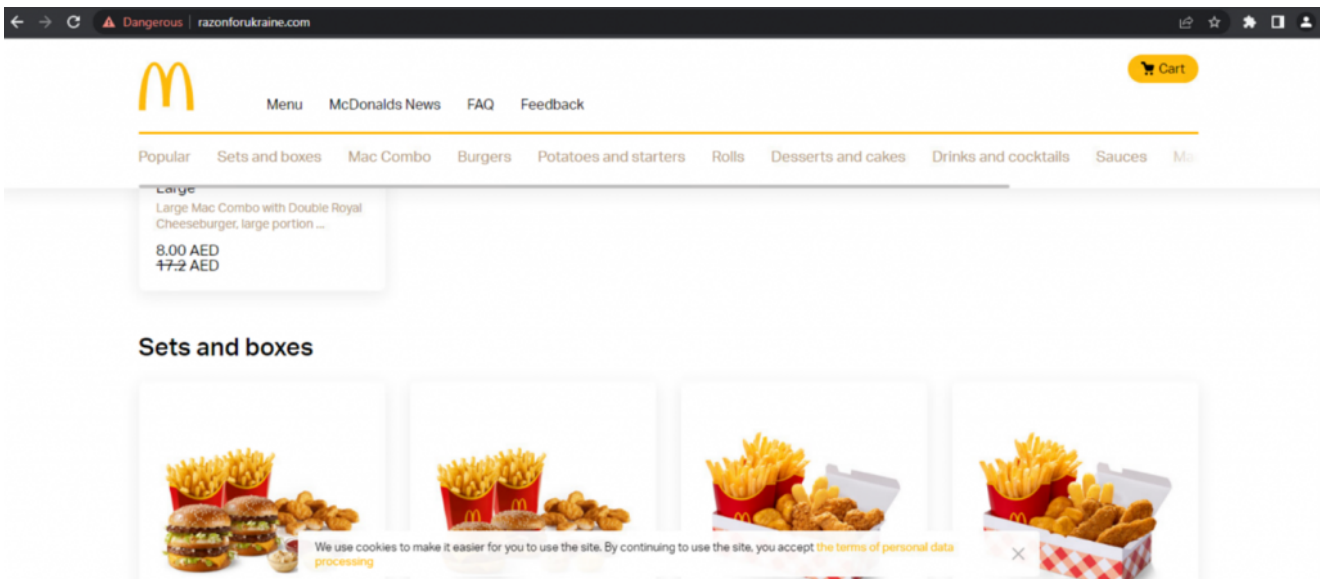 Dangerous razonforukraine.com
Cart
Menu McDonalds News FAQ Feedback
Popular Sets and boxes Mac Combo Burgers Potatoes and starters Rolls Desserts and cakes Drinks and cocktails Sauces
Large
Large Mac Combo with Double Royal
Cheeseburger, large portion ...
8.00 AED
17.2 AED
Sets and boxes
We use cookies to make it easier for you to use the site. By continuing to use the site, you accept the terms of personal data
processing